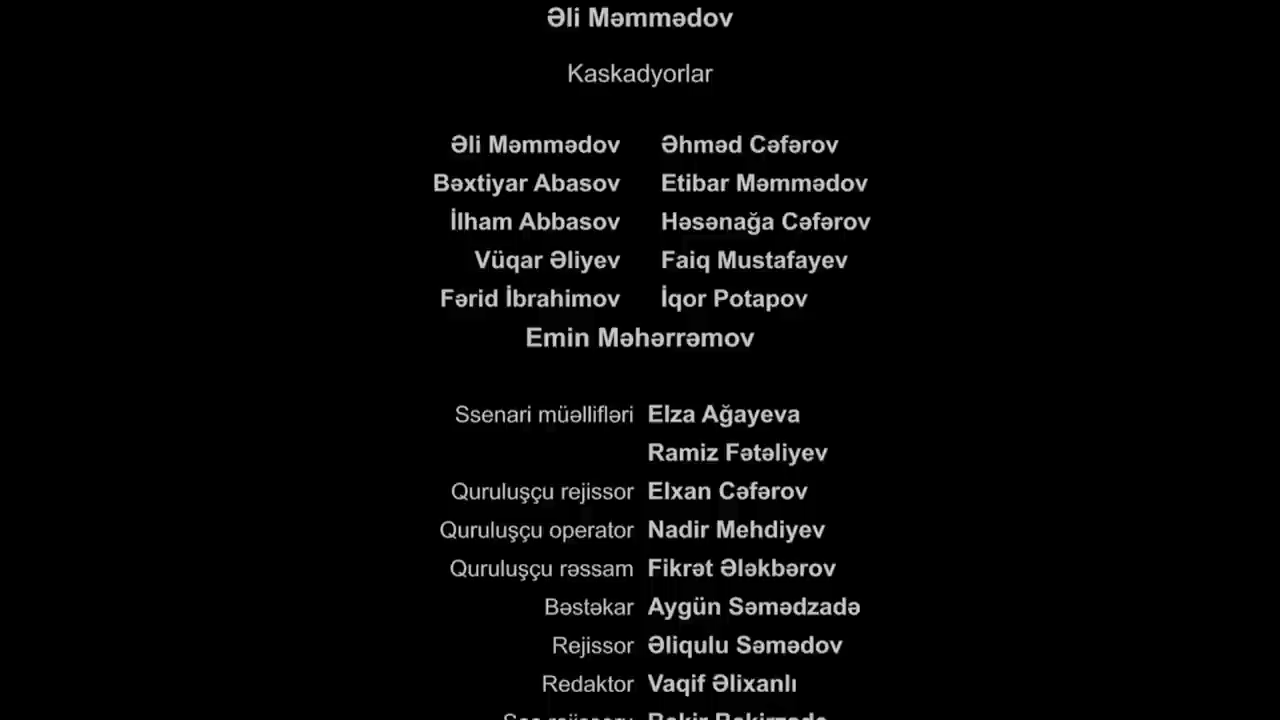 Əli Məmmədov
Kaskadyorlar
Əli Məmmədov Əhməd Cəfərov
Bəxtiyar Abasov Etibar Məmmədov
İlham Abbasov Həsənağa Cəfərov
Vüqar Əliyev Faiq Mustafayev
Fərid İbrahimov İqor Potapov
Emin Məhərrəmov
Ssenari müəllifləri Elza Ağayeva
Ramiz Fətəliyev
Quruluşçu rejissor Elxan Cəfərov
Quruluşçu operator Nadir Mehdiyev
Quruluşçu rəssam Fikrət Ələkbərov
Bəstəkar Aygün Səmədzadə
Rejissor Əliqulu Səmədov
Redaktor Vaqif Əlixanlı